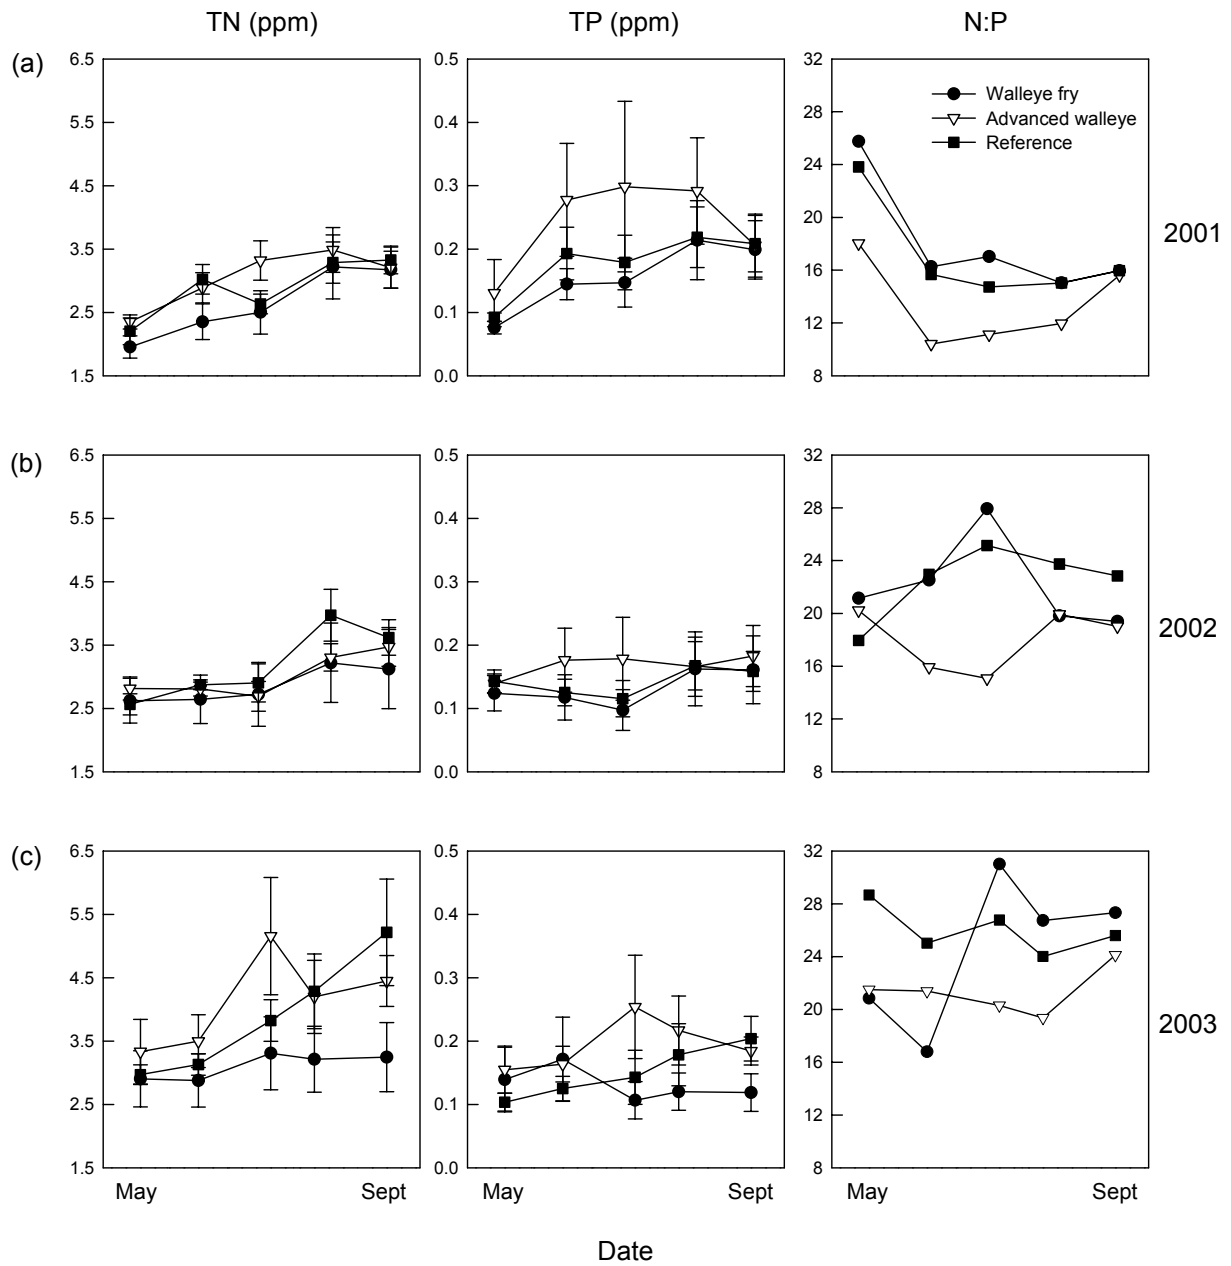 TN (ppm) TP (ppm) N:P
(a)
6.5 5.5 4.5 3.5 2.5 1.5
0.5 0.4 0.3 0.2 0.1 0.0
32 28 24 20 16 12 8
Walleye fry
Advanced walleye
Reference
2001
(b)
6.5 5.5 4.5 3.5 2.5 1.5
0.5 0.4 0.3 0.2 0.1 0.0
32 28 24 20 16 12 8
2002
(c)
6.5 5.5 4.5 3.5 2.5 1.5
0.5 0.4 0.3 0.2 0.1 0.0
32 28 24 20 16 12 8
2003
May Sept May Sept May Sept
Date